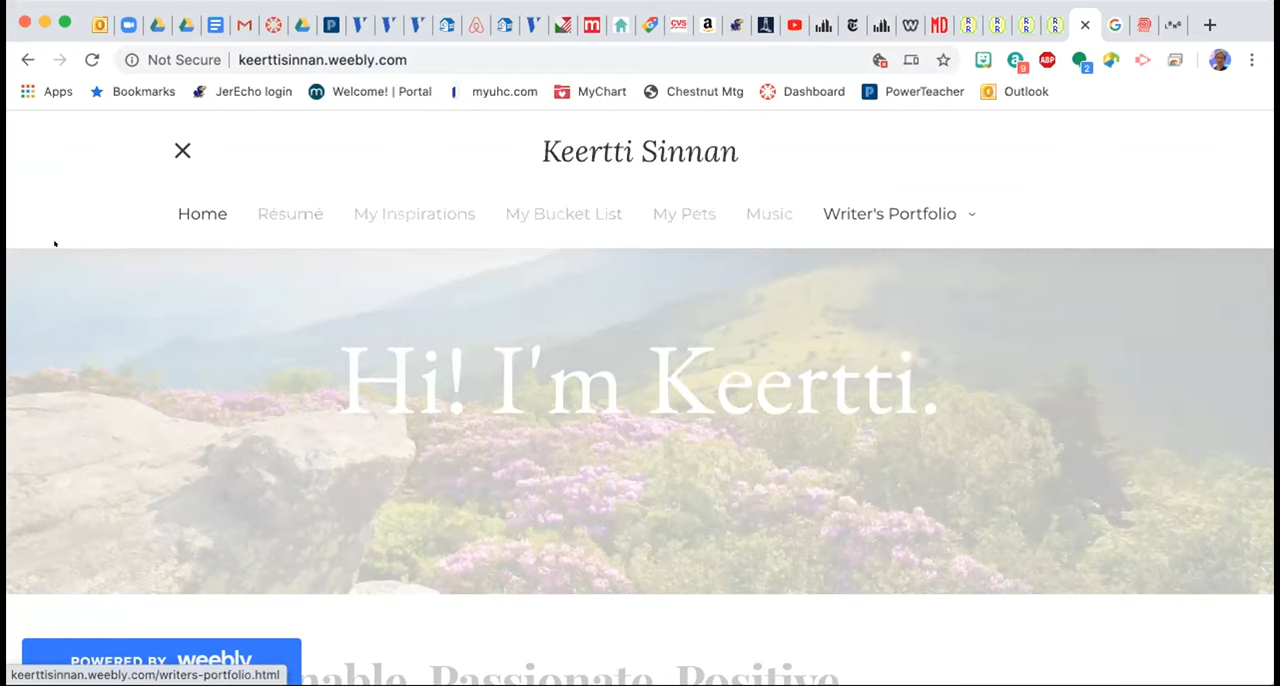 Not Secure keerttisinnan.weebly.com
Apps Bookmarks JerEcho login Welcome! | Portal myuhc.com MyChart Chestnut Mtg Dashboard PowerTeacher Outlook
Keertti Sinnan
Home Résumé My Inspirations My Bucket List My Pets Music Writer's Portfolio
Hi! I'm Keertti.
Passionate. Positive
POWERED BY weebly
keerttisinnan.weebly.com/writers-portfolio.html